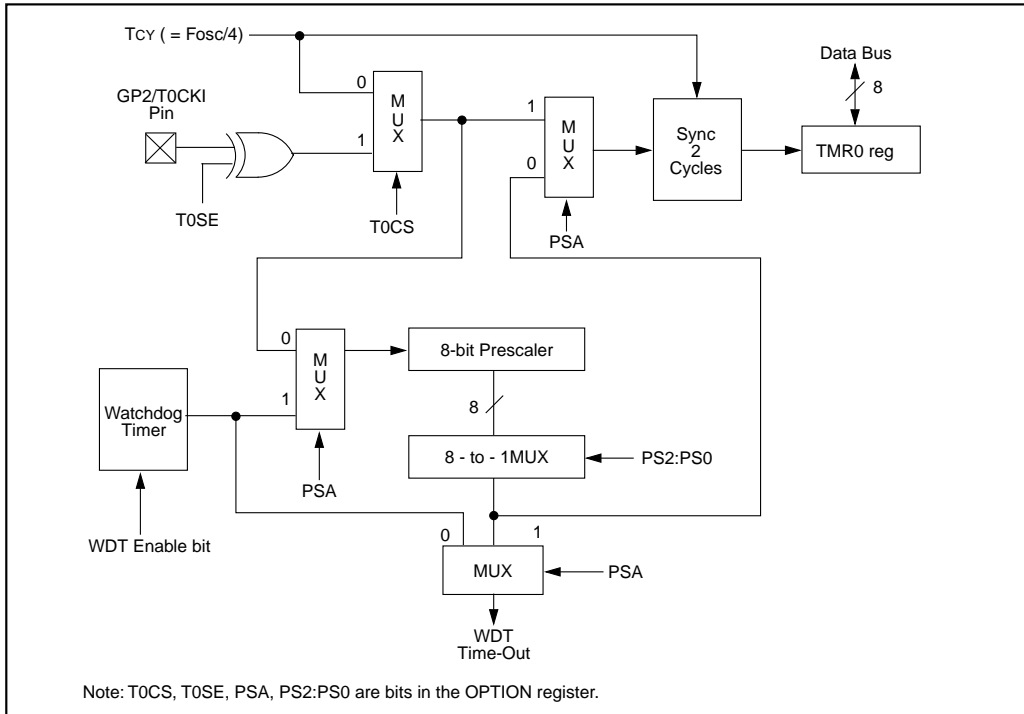 TCY ( = Fosc/4)
Data Bus
8
GP2/T0CKI
Pin
0
1
M
U
X
T0SE
T0CS
1
0
M
U
X
PSA
Sync
2
Cycles
TMR0 reg
0
1
M
U
X
PSA
8-bit Prescaler
8
8 - to - 1MUX
PS2:PS0
Watchdog
Timer
WDT Enable bit
0
1
MUX
PSA
WDT
Time-Out
Note: T0CS, T0SE, PSA, PS2:PS0 are bits in the OPTION register.